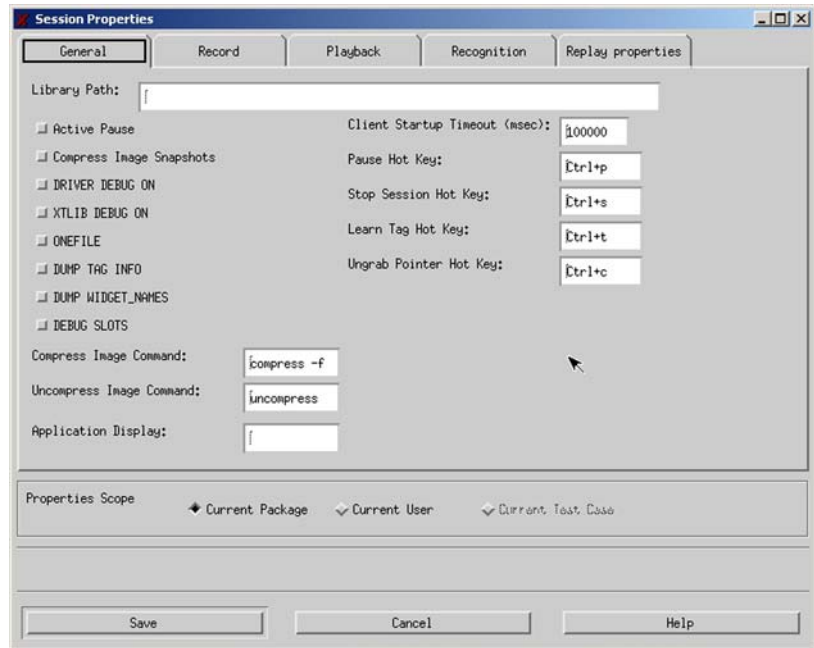 Session Properties
General Record Playback Recognition Replay properties
Library Path:
Active Pause
Compress Image Snapshots
DRIVER DEBUG ON
XTLIB DEBUG ON
ONEFILE
DUMP TAG INFO
DUMP WIDGET_NAMES
DEBUG SLOTS
Client Startup Timeout (msec): 100000
Pause Hot Key: Ctrl+p
Stop Session Hot Key: Ctrl+s
Learn Tag Hot Key: Ctrl+t
Ungrab Pointer Hot Key: Ctrl+c
Compress Image Command: compress -f
Uncompress Image Command: uncompress
Application Display:
Properties Scope Current Package Current User Current Test Case
Save Cancel Help